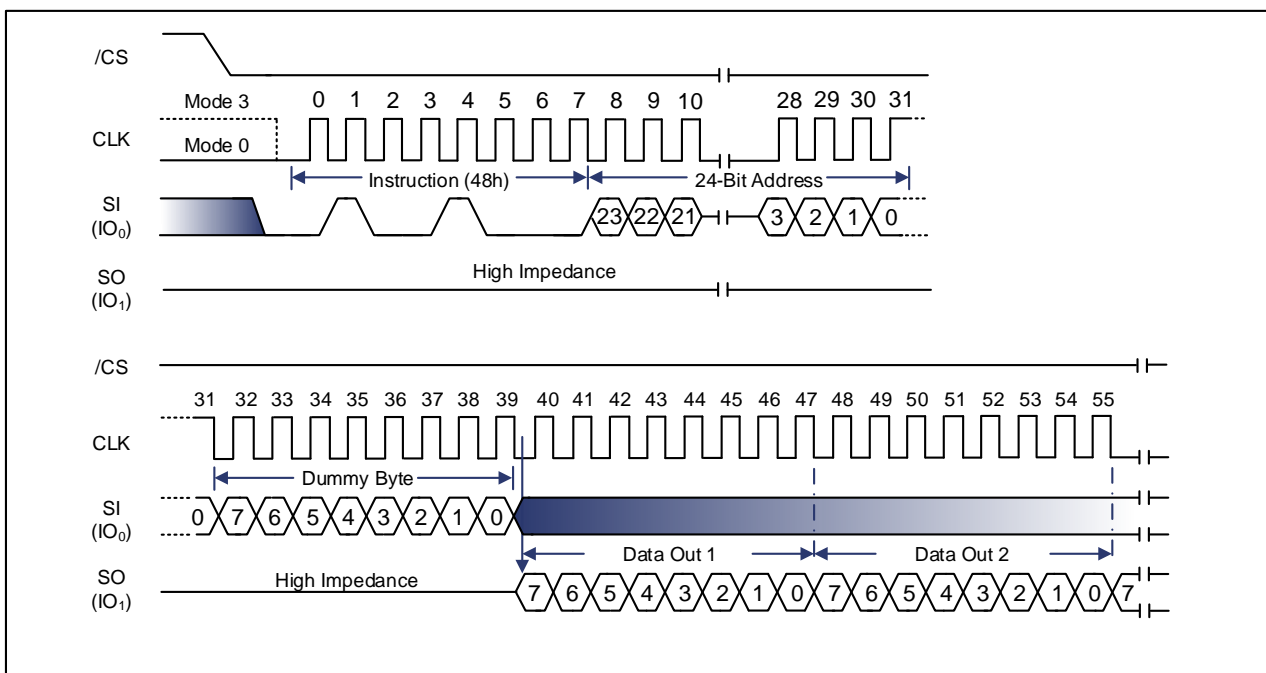 /CS
Mode 3 0 1 2 3 4 5 6 7 8 9 10 28 29 30 31
CLK Mode 0
Instruction (48h) 24-Bit Address
SI
(IO0) 23 22 21 3 2 1 0
High Impedance
SO
(IO1)
/CS
31 32 33 34 35 36 37 38 39 40 41 42 43 44 45 46 47 48 49 50 51 52 53 54 55
CLK
Dummy Byte
SI
(IO0) 0 7 6 5 4 3 2 1 0
Data Out 1 Data Out 2
SO High Impedance
(IO1) 7 6 5 4 3 2 1 0 7 6 5 4 3 2 1 0 7